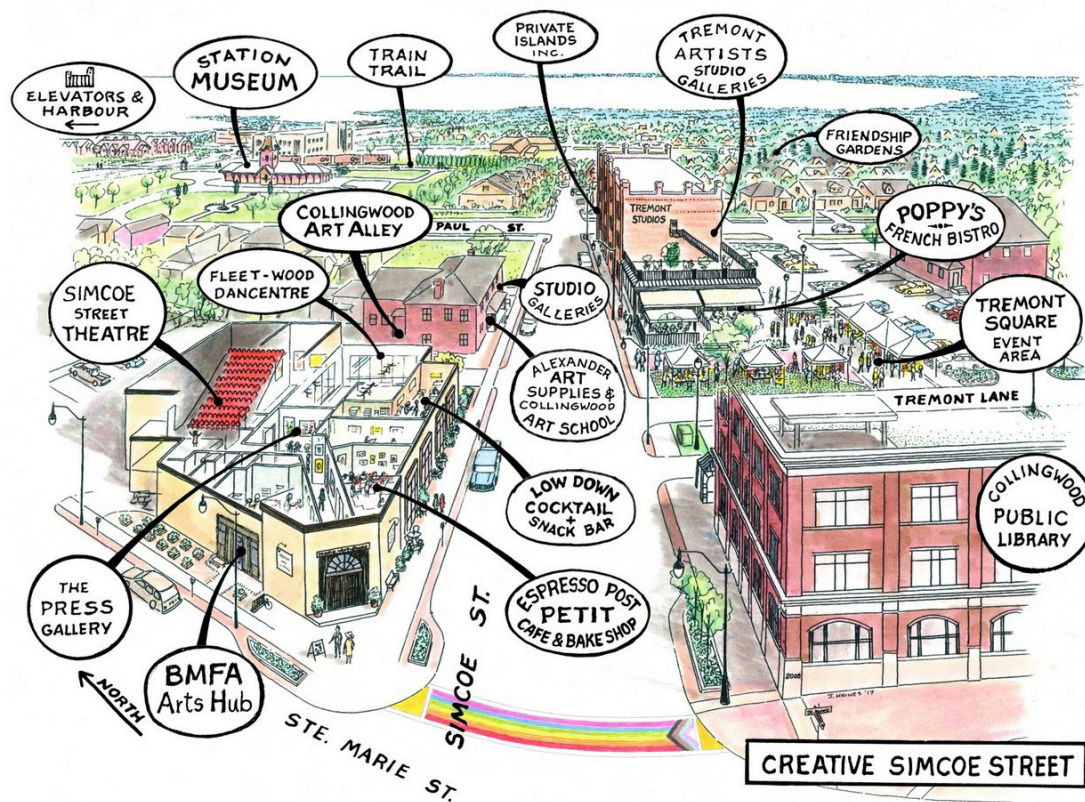 ELEVATORS &
HARBOUR
STATION
MUSEUM
TRAIN
TRAIL
PRIVATE
ISLANDS
INC.
TREMONT
ARTISTS
STUDIO
GALLERIES
FRIENDSHIP
GARDENS
COLLINGWOOD
ART ALLEY
PAUL ST.
TREMONT
STUDIOS
POPPY'S
FRENCH BISTRO
SIMCOE
STREET
THEATRE
FLEET-WOOD
DANCENTRE
STUDIO
GALLERIES
TREMONT
SQUARE
EVENT
AREA
ALEXANDER
ART
SUPPLIES &
COLLINGWOOD
ART SCHOOL
TREMONT LANE
LOW DOWN
COCKTAIL
+
SNACK BAR
COLLINGWOOD
PUBLIC
LIBRARY
THE
PRESS
GALLERY
ESPRESSO POST
PETIT
CAFE & BAKE SHOP
BMFA
Arts Hub
NORTH
STE. MARIE ST.
SIMCOE ST.
2008
J. HAINES '17
CREATIVE SIMCOE STREET